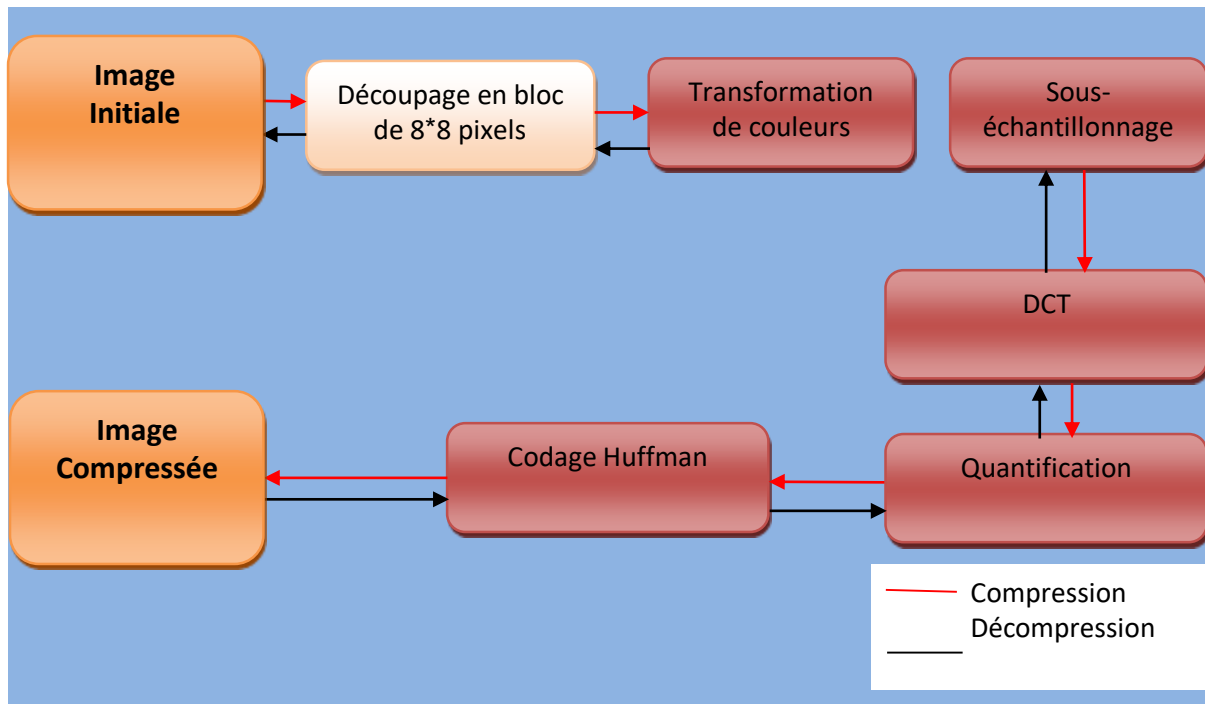 Image
Initiale
Découpage en bloc
de 8*8 pixels
Transformation
de couleurs
Sous-
échantillonnage
DCT
Image
Compressée
Codage Huffman
Quantification
Compression
Décompression